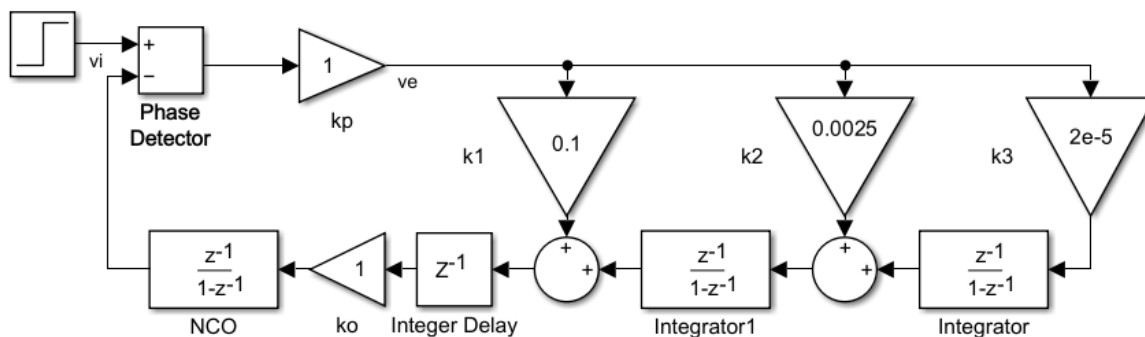 vi
+
−
Phase
Detector
1
kp
ve
0.1
k1
0.0025
k2
2e-5
k3
z-1
1-z-1
NCO
1
ko
Z-1
Integer Delay
+
+
z-1
1-z-1
Integrator1
+
+
z-1
1-z-1
Integrator